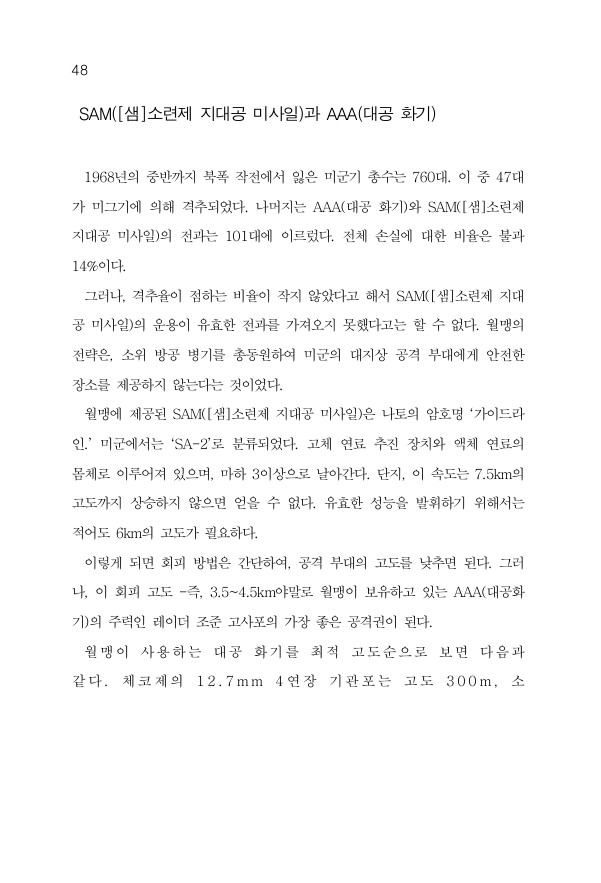 48
SAM([샘]소련제 지대공 미사일)과 AAA(대공 화기)
1968년의 중반까지 북폭 작전에서 잃은 미군기 총수는 760대. 이 중 47대
가 미그기에 의해 격추되었다. 나머지는 AAA(대공 화기)와 SAM([샘]소련제
지대공 미사일)의 전과는 101대에 이르렀다. 전체 손실에 대한 비율은 불과
14%이다.
그러나, 격추율이 점하는 비율이 작지 않았다고 해서 SAM([샘]소련제 지대
공 미사일)의 운용이 유효한 전과를 가져오지 못했다고는 할 수 없다. 월맹의
전략은, 소위 방공 병기를 총동원하여 미군의 대지상 공격 부대에게 안전한
장소를 제공하지 않는다는 것이었다.
월맹에 제공된 SAM([샘]소련제 지대공 미사일)은 나토의 암호명 ‘가이드라
인.’ 미군에서는 ‘SA-2’로 분류되었다. 고체 연료 추진 장치와 액체 연료의
몸체로 이루어져 있으며, 마하 3이상으로 날아간다. 단지, 이 속도는 7.5km의
고도까지 상승하지 않으면 얻을 수 없다. 유효한 성능을 발휘하기 위해서는
적어도 6km의 고도가 필요하다.
이렇게 되면 회피 방법은 간단하여, 공격 부대의 고도를 낮추면 된다. 그러
나, 이 회피 고도 -즉, 3.5~4.5km야말로 월맹이 보유하고 있는 AAA(대공화
기)의 주력인 레이더 조준 고사포의 가장 좋은 공격권이 된다.
월맹이 사용하는 대공 화기를 최적 고도순으로 보면 다음과
같다. 체코제의 12.7mm 4연장 기관포는 고도 300m, 소